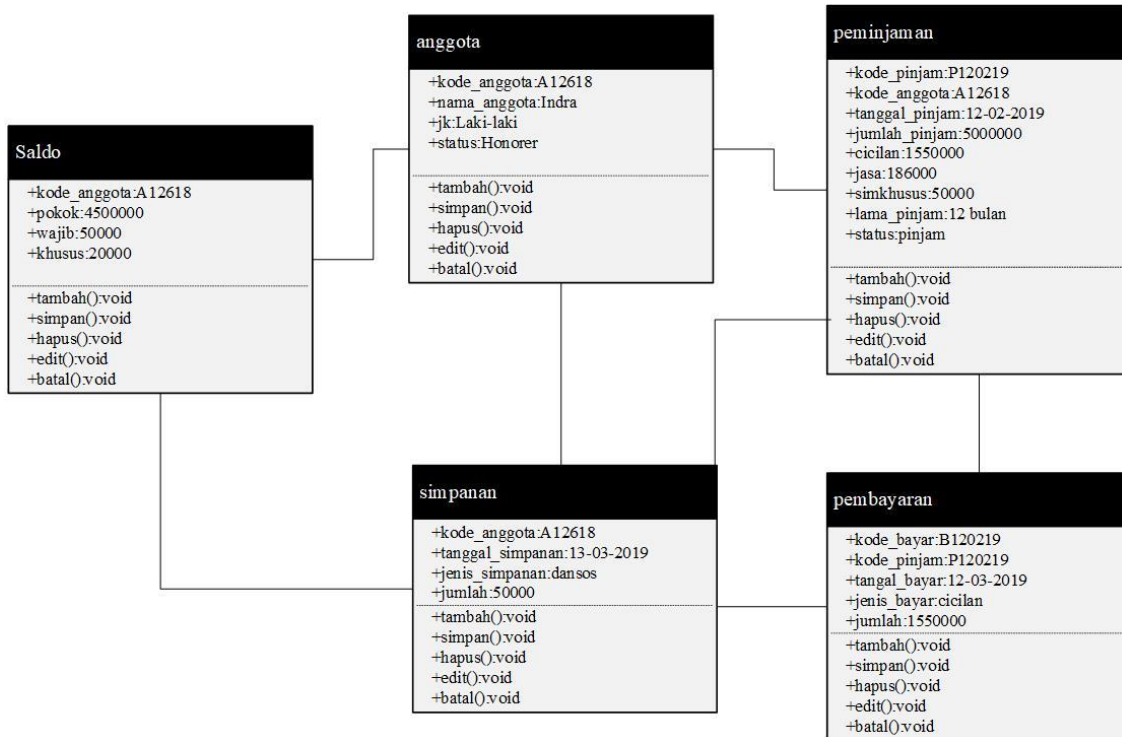 Saldo
+kode_anggota:A12618
+pokok:4500000
+wajib:50000
+khusus:20000
+tambah():void
+simpan():void
+hapus():void
+edit():void
+batal():void
anggota
+kode_anggota:A12618
+nama_anggota:Indra
+jk:Laki-laki
+status:Honorer
+tambah():void
+simpan():void
+hapus():void
+edit():void
+batal():void
peminjaman
+kode_pinjam:P120219
+kode_anggota:A12618
+tanggal_pinjam:12-02-2019
+jumlah_pinjam:5000000
+cicilan:1550000
+jasa:186000
+simkhusus:50000
+lama_pinjam:12 bulan
+status:pinjam
+tambah():void
+simpan():void
+hapus():void
+edit():void
+batal():void
simpanan
+kode_anggota:A12618
+tanggal_simpanan:13-03-2019
+jenis_simpanan:dansos
+jumlah:50000
+tambah():void
+simpan():void
+hapus():void
+edit():void
+batal():void
pembayaran
+kode_bayar:B120219
+kode_pinjam:P120219
+tangal_bayar:12-03-2019
+jenis_bayar:cicilan
+jumlah:1550000
+tambah():void
+simpan():void
+hapus():void
+edit():void
+batal():void